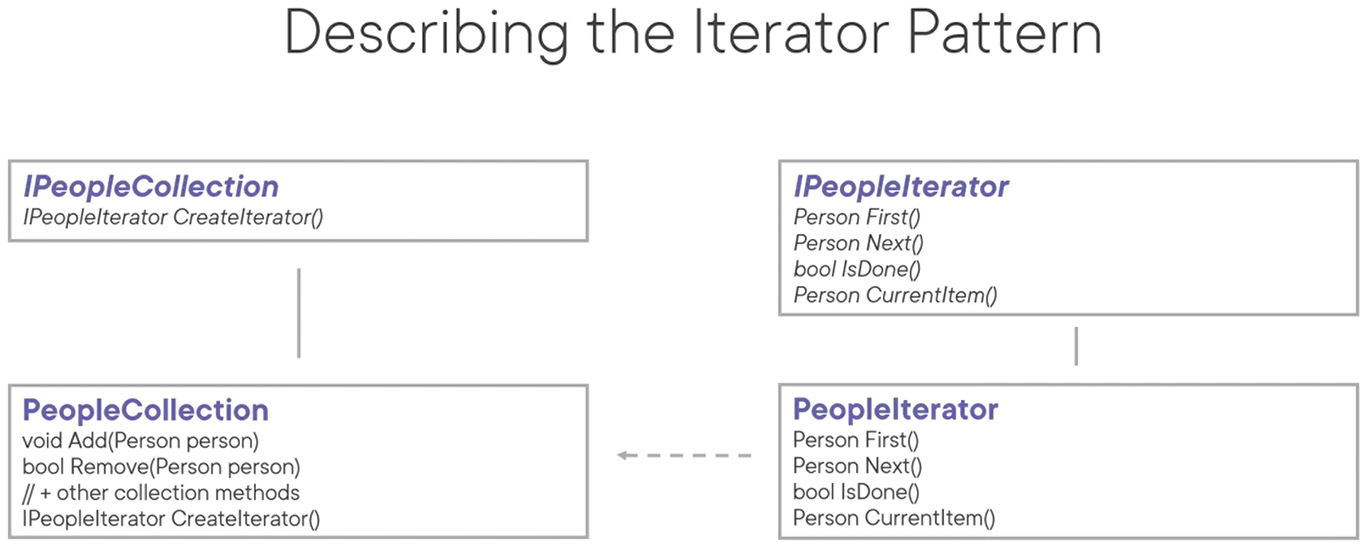 Describing the Iterator Pattern
IPeopleCollection
IPeopleIterator CreateIterator()
IPeopleIterator
Person First()
Person Next()
bool IsDone()
Person CurrentItem()
PeopleCollection
void Add(Person person)
bool Remove(Person person)
// + other collection methods
IPeopleIterator CreateIterator()
PeopleIterator
Person First()
Person Next()
bool IsDone()
Person CurrentItem()